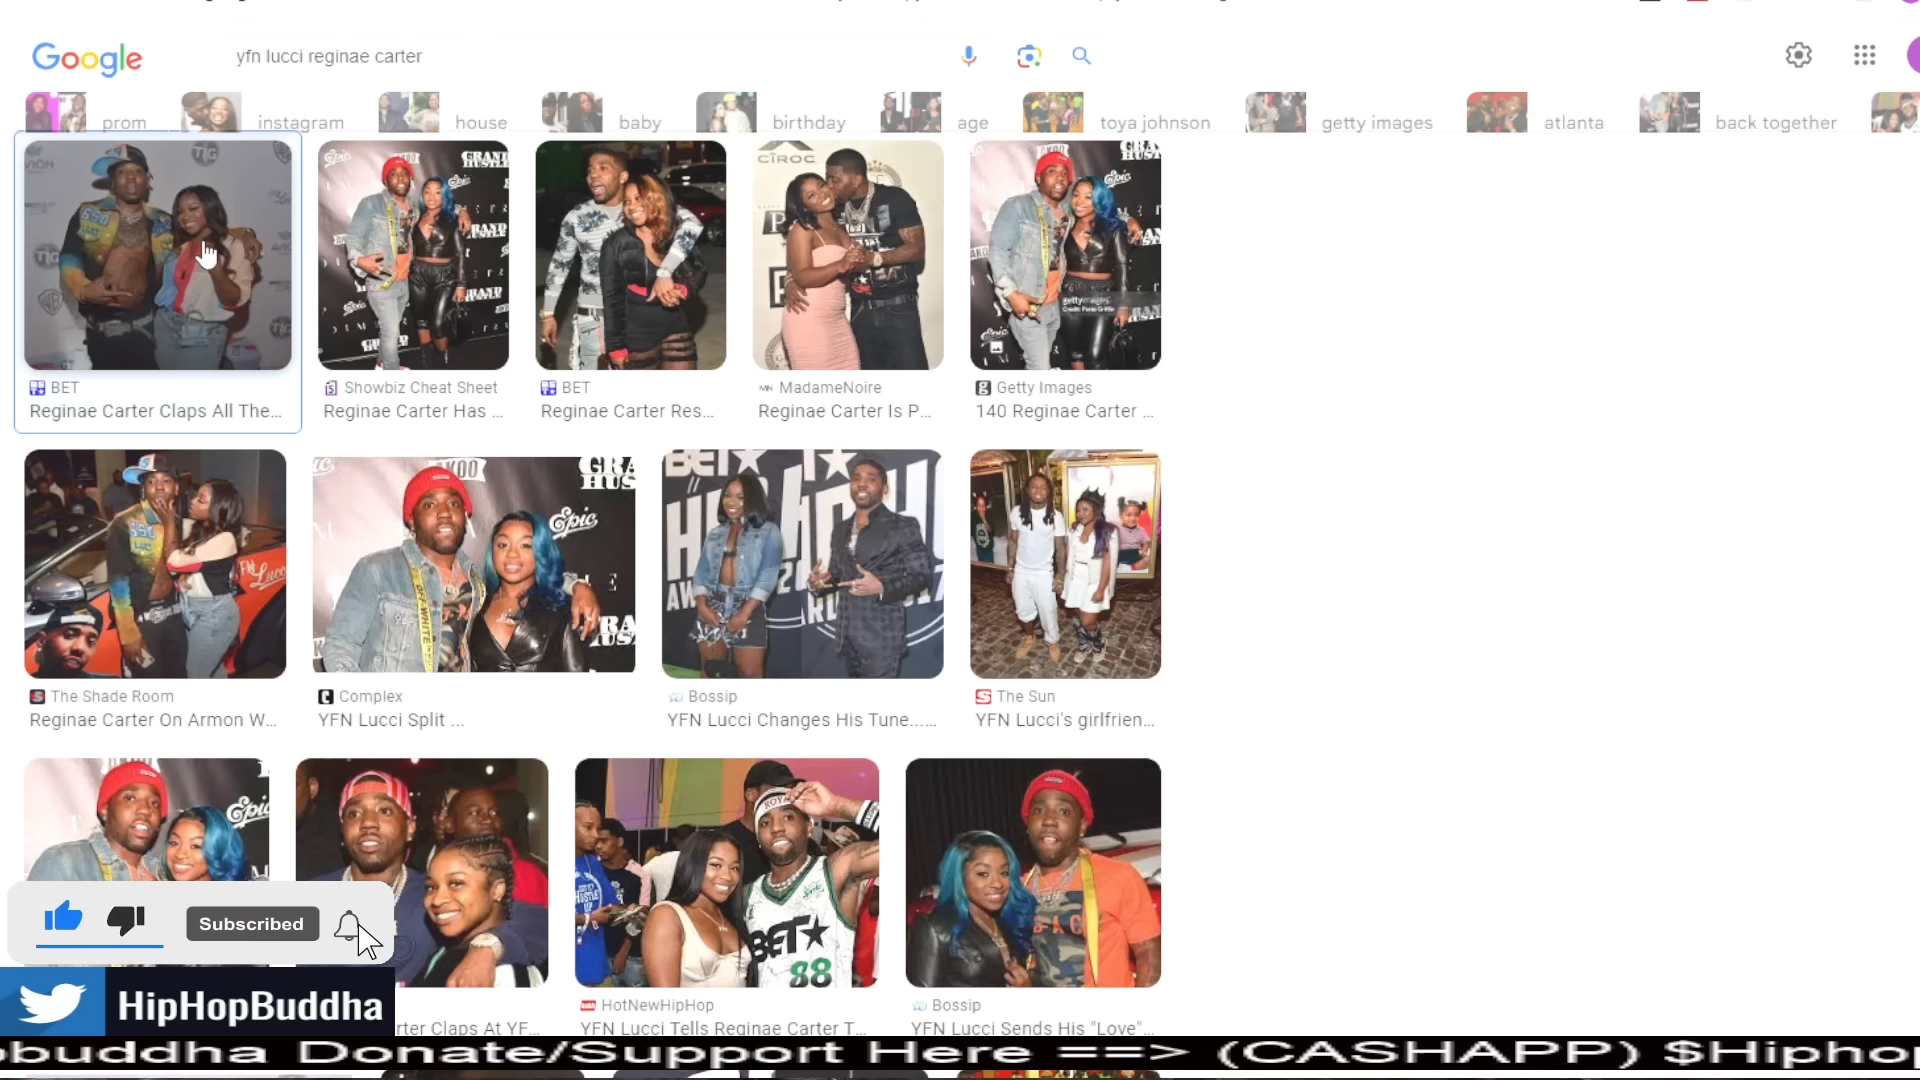 Google
yfn lucci reginae carter
prom
instagram
house
baby
birthday
age
toya johnson
getty images
atlanta
back together
BET
Reginae Carter Claps All The...
Showbiz Cheat Sheet
Reginae Carter Has ...
BET
Reginae Carter Res...
MadameNoire
Reginae Carter Is P...
Getty Images
140 Reginae Carter ...
The Shade Room
Reginae Carter On Armon W...
Complex
YFN Lucci Split ...
Bossip
YFN Lucci Changes His Tune......
The Sun
YFN Lucci's girlfrien...
Subscribed
HipHopBuddha
rter Claps At YF...
HotNewHipHop
YFN Lucci Tells Reginae Carter T...
Bossip
YFN Lucci Sends His "Love"...
obuddha Donate/Support Here ==> (CASHAPP) $Hiphop